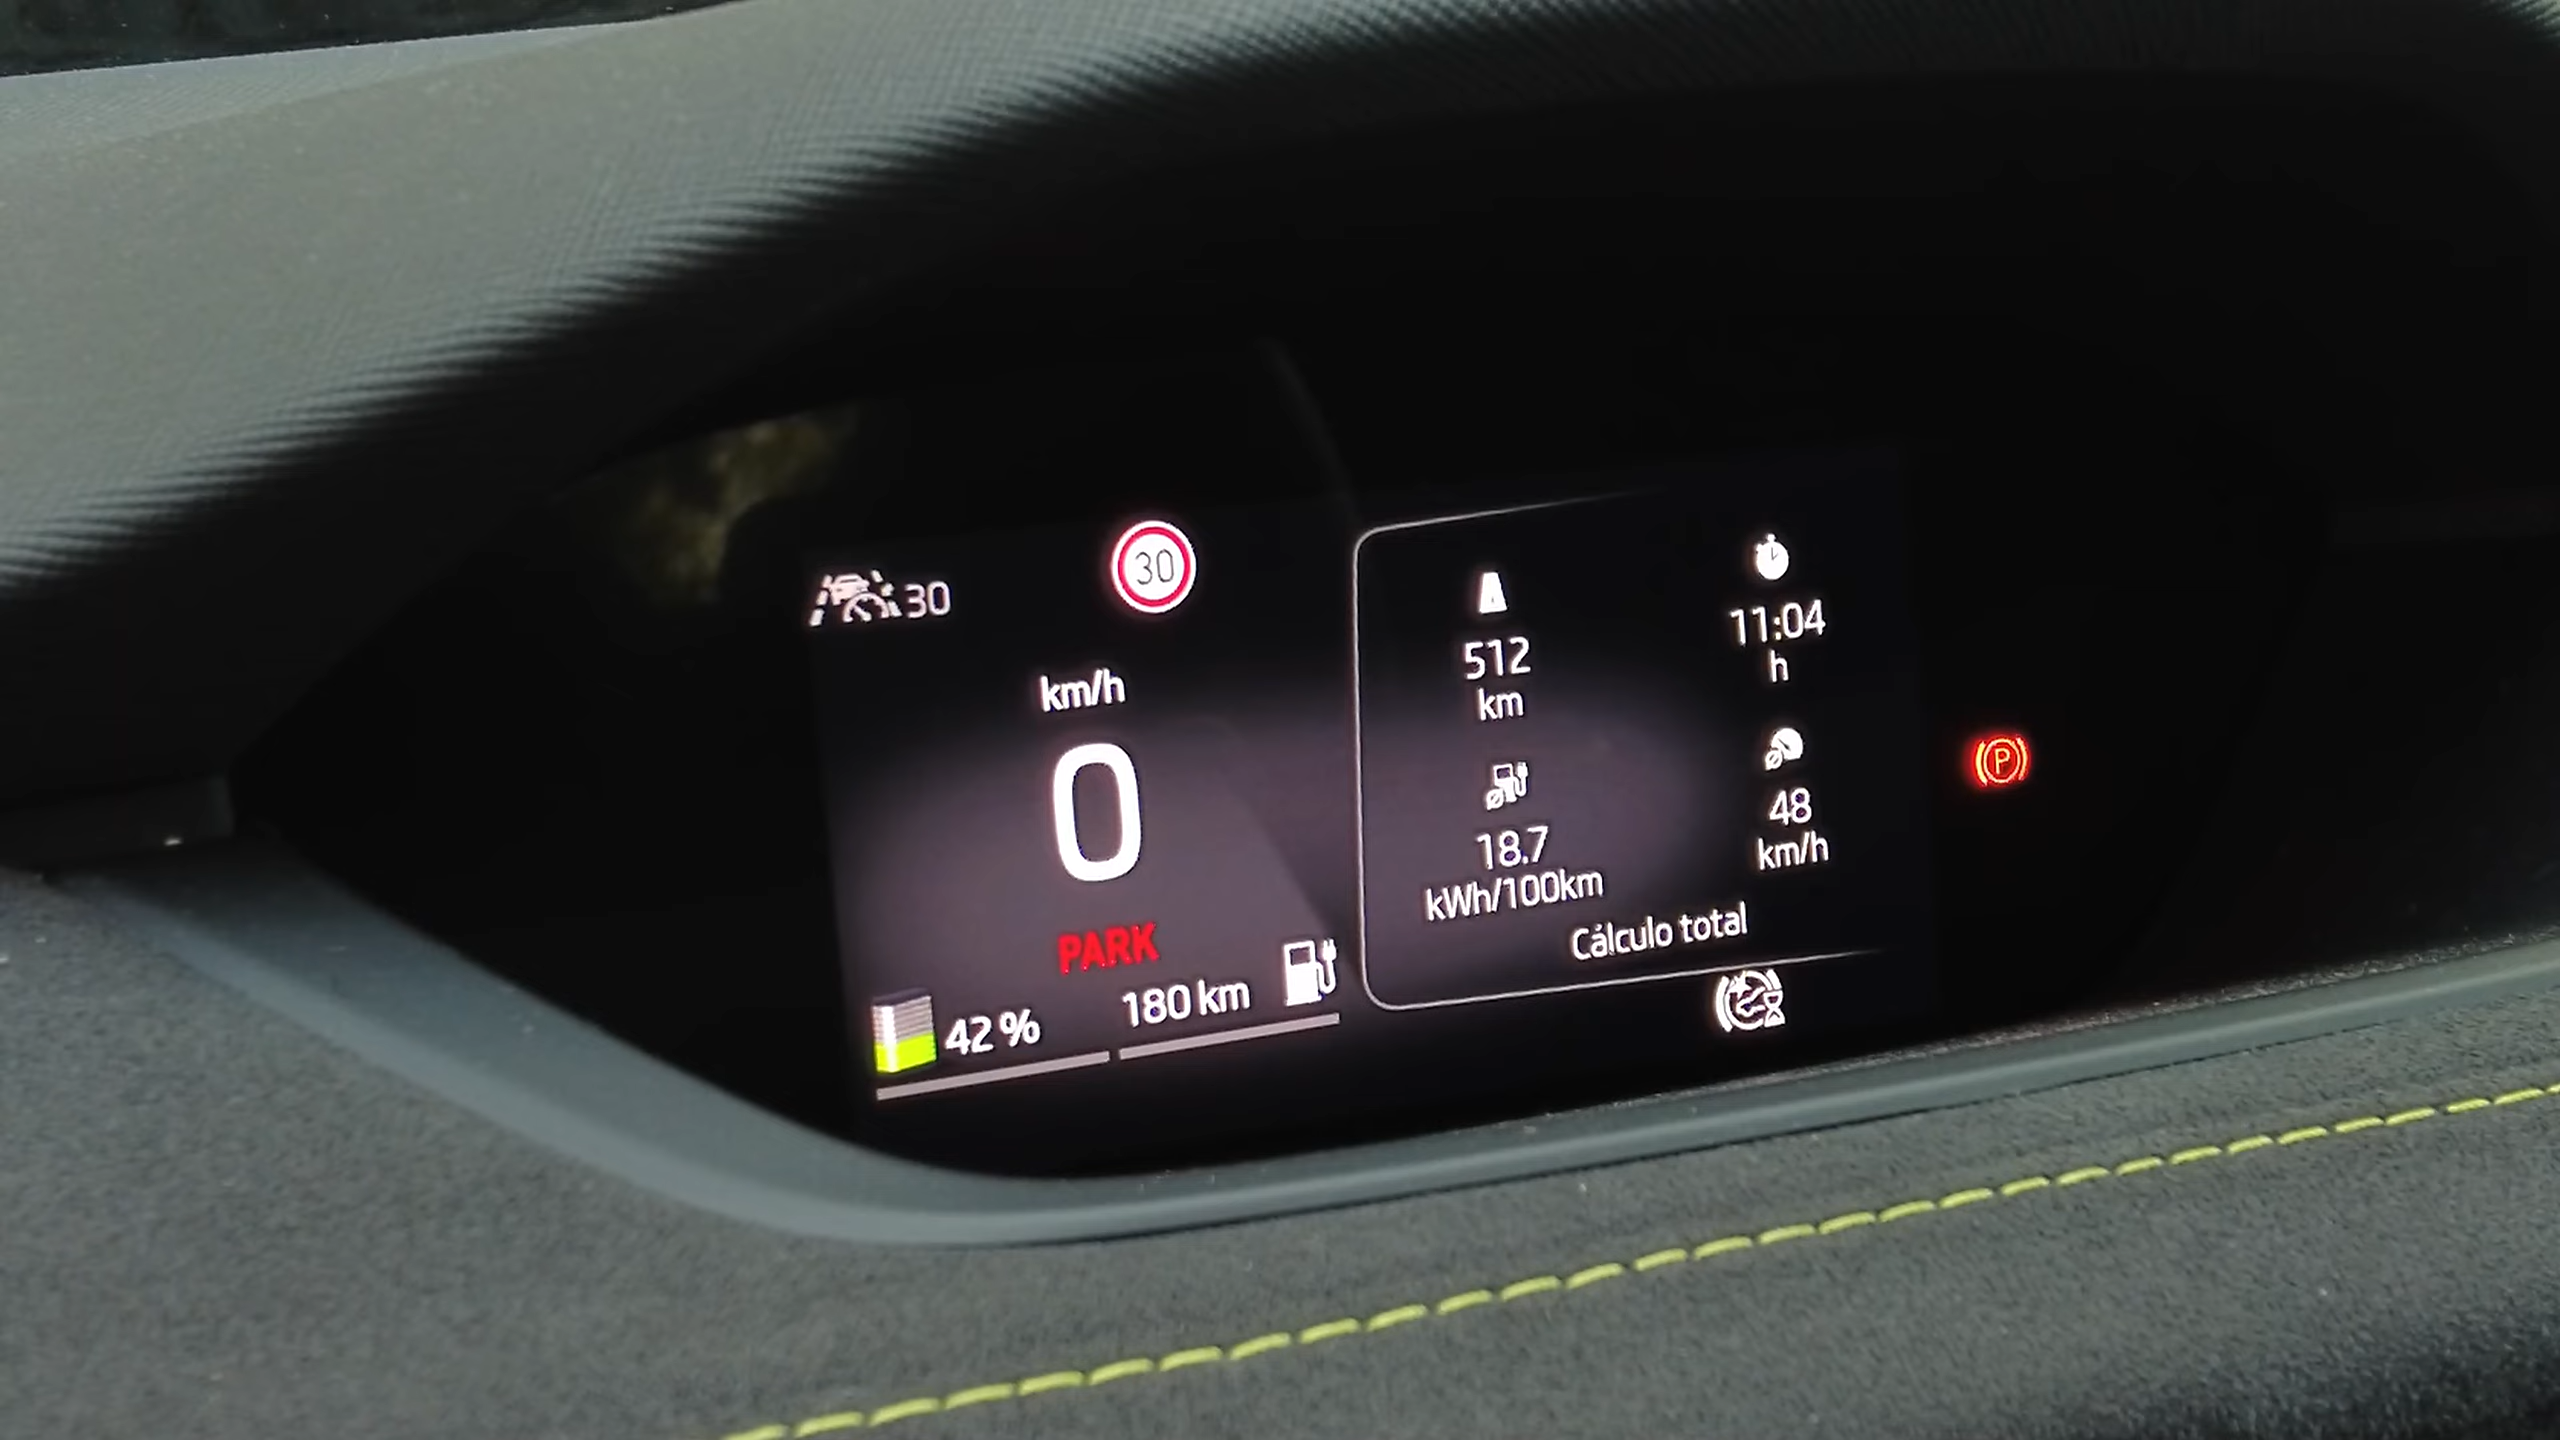 30
30
km/h
0
PARK
42 %
180 km
512
km
11:04
h
18.7
kWh/100km
48
km/h
Cálculo total
P